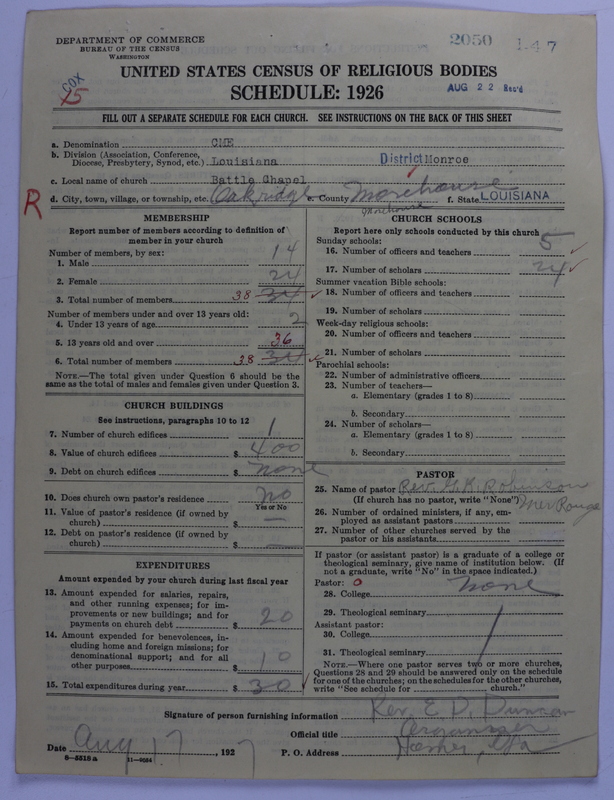 DEPARTMENT OF COMMERCE
BUREAU OF THE CENSUS
WASHINGTON
2050 147
COX
15
AUG 22 Rec'd
UNITED STATES CENSUS OF RELIGIOUS BODIES
SCHEDULE: 1926
FILL OUT A SEPARATE SCHEDULE FOR EACH CHURCH. SEE INSTRUCTIONS ON THE BACK OF THIS SHEET
a. Denomination CME
b. Division (Association, Conference, Diocese, Presbytery, Synod, etc.) Louisiana District Monroe
c. Local name of church Battle Chapel
R
d. City, town, village, or township, etc. Oakridge e. County Morehouse f. State LOUISIANA
Morehouse
MEMBERSHIP
Report number of members according to definition of
member in your church
Number of members, by sex:
1. Male 14
2. Female 24
3. Total number of members 38 34
Number of members under and over 13 years old:
4. Under 13 years of age 2
5. 13 years old and over 36
6. Total number of members 38 34
NOTE.—The total given under Question 6 should be the
same as the total of males and females given under Question 3.
CHURCH BUILDINGS
See instructions, paragraphs 10 to 12
7. Number of church edifices 1
8. Value of church edifices $ 400
9. Debt on church edifices $ none
10. Does church own pastor's residence no
Yes or No
11. Value of pastor's residence (if owned by
church) $ —
12. Debt on pastor's residence (if owned by
church) $
EXPENDITURES
Amount expended by your church during last fiscal year
13. Amount expended for salaries, repairs,
and other running expenses; for im-
provements or new buildings; and for
payments on church debt $ 20
14. Amount expended for benevolences, in-
cluding home and foreign missions; for
denominational support; and for all
other purposes $ 10
15. Total expenditures during year $ 30
CHURCH SCHOOLS
Report here only schools conducted by this church
Sunday schools:
16. Number of officers and teachers 5
17. Number of scholars 24
Summer vacation Bible schools:
18. Number of officers and teachers
19. Number of scholars
Week-day religious schools:
20. Number of officers and teachers
21. Number of scholars
Parochial schools:
22. Number of administrative officers
23. Number of teachers—
a. Elementary (grades 1 to 8)
b. Secondary
24. Number of scholars—
a. Elementary (grades 1 to 8)
b. Secondary
PASTOR
25. Name of pastor Rev. G. K. Robinson
(If church has no pastor, write "None") Mer Rouge
26. Number of ordained ministers, if any, em-
ployed as assistant pastors
27. Number of other churches served by the
pastor or his assistants
If pastor (or assistant pastor) is a graduate of a college or
theological seminary, give name of institution below. (If
not a graduate, write "No" in the space indicated.)
Pastor: O
28. College none
29. Theological seminary
Assistant pastor:
30. College
31. Theological seminary
NOTE.—Where one pastor serves two or more churches,
Questions 28 and 29 should be answered only on the schedule
for one of the churches; on the schedules for the other churches,
write "See schedule for church."
Signature of person furnishing information Rev. E. D. Duncan
Official title
Date Aug 17, 1927 P. O. Address
8-5518a 11-9054